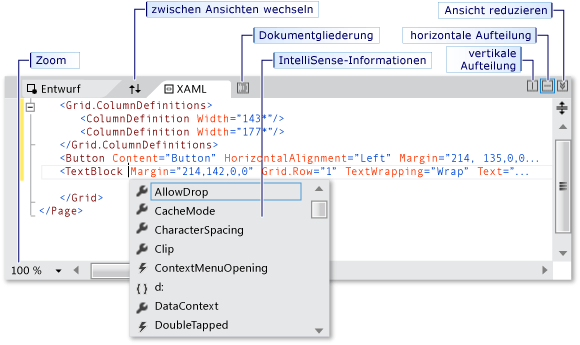 zwischen Ansichten wechseln
Ansicht reduzieren
Dokumentgliederung
horizontale Aufteilung
Zoom
IntelliSense-Informationen
vertikale
Aufteilung
Entwurf
XAML
<Grid.ColumnDefinitions>
<ColumnDefinition Width="143*"/>
<ColumnDefinition Width="177*"/>
</Grid.ColumnDefinitions>
<Button Content="Button" HorizontalAlignment="Left" Margin="214, 135,0,0...
<TextBlock Margin="214,142,0,0" Grid.Row="1" TextWrapping="Wrap" Text="...
</Grid>
</Page>
AllowDrop
CacheMode
CharacterSpacing
Clip
ContextMenuOpening
{ } d:
DataContext
DoubleTapped
100 %